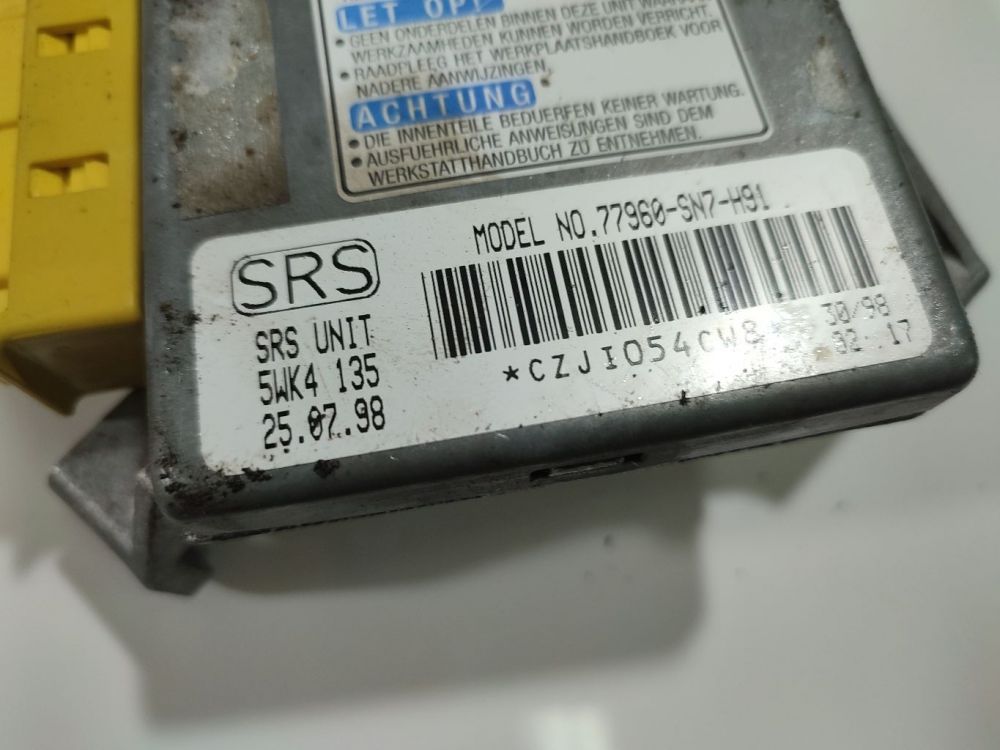 LET OP!
• GEEN ONDERDELEN BINNEN DEZE UNIT
WERKZAAMHEDEN KUNNEN WORDEN VERRICHT.
• RAADPLEEG HET WERKPLAATSHANDBOEK VOOR
NADERE AANWIJZINGEN.
ACHTUNG
• DIE INNENTEILE BEDUERFEN KEINER WARTUNG.
• AUSFUEHRLICHE ANWEISUNGEN SIND DEM
WERKSTATTHANDBUCH ZU ENTNEHMEN.
MODEL NO.77960-SN7-H91
SRS
SRS UNIT
5WK4 135
25.07.98
*CZJI054CW8
30/98
02 17